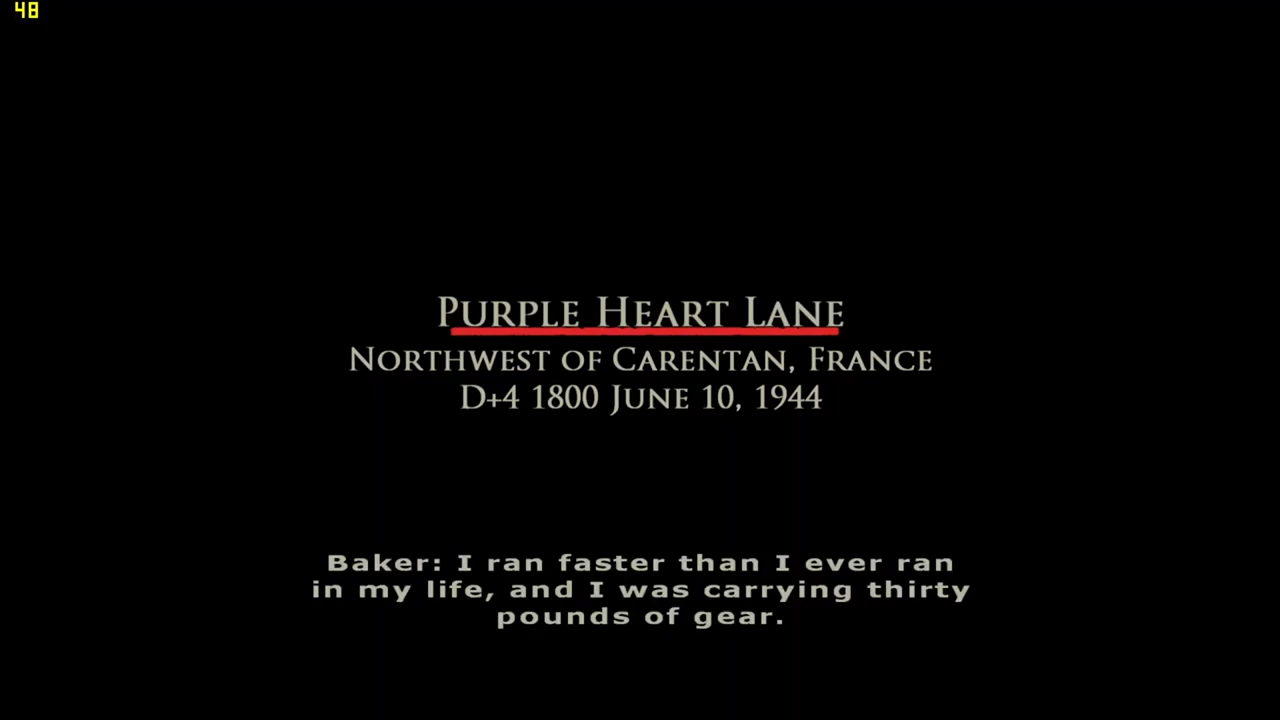 48
Purple Heart Lane
Northwest of Carentan, France
D+4 1800 June 10, 1944
Baker: I ran faster than I ever ran
in my life, and I was carrying thirty
pounds of gear.